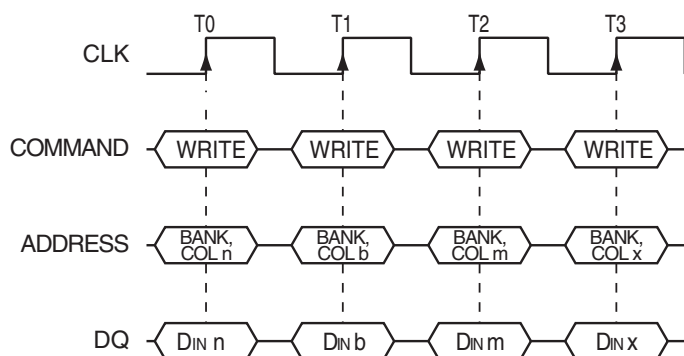 T0 T1 T2 T3
CLK
COMMAND WRITE WRITE WRITE WRITE
ADDRESS BANK, COL n BANK, COL b BANK, COL m BANK, COL x
DQ DIN n DIN b DIN m DIN x